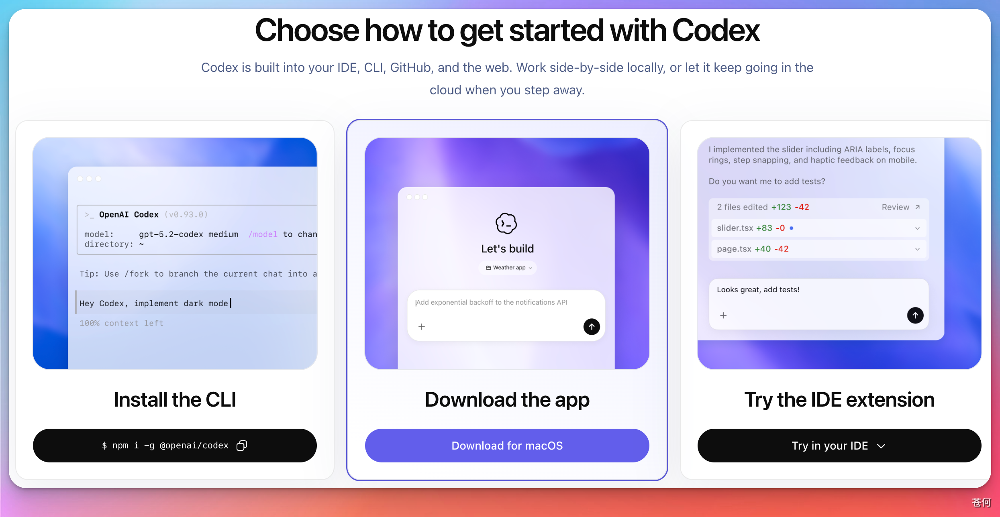 Choose how to get started with Codex
Codex is built into your IDE, CLI, GitHub, and the web. Work side-by-side locally, or let it keep going in the
cloud when you step away.
>_ OpenAI Codex (v0.93.0)
model: gpt-5.2-codex medium /model to chan
directory: ~
Tip: Use /fork to branch the current chat into a
Hey Codex, implement dark mode
100% context left
Install the CLI
$ npm i -g @openai/codex
Let's build
Weather app
Add exponential backoff to the notifications API
Download the app
Download for macOS
I implemented the slider including ARIA labels, focus
rings, step snapping, and haptic feedback on mobile.
Do you want me to add tests?
2 files edited +123 -42 Review ↗
slider.tsx +83 -0
page.tsx +40 -42
Looks great, add tests!
Try the IDE extension
Try in your IDE
苍何